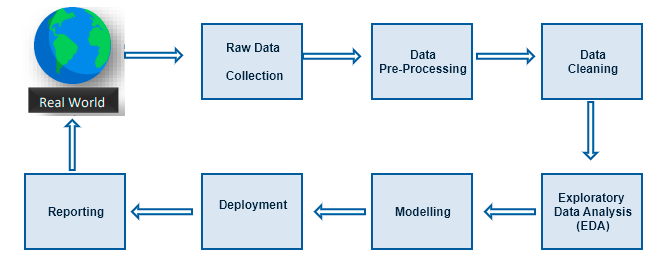 Real World
Raw Data
Collection
Data
Pre-Processing
Data
Cleaning
Exploratory
Data Analysis
(EDA)
Modelling
Deployment
Reporting